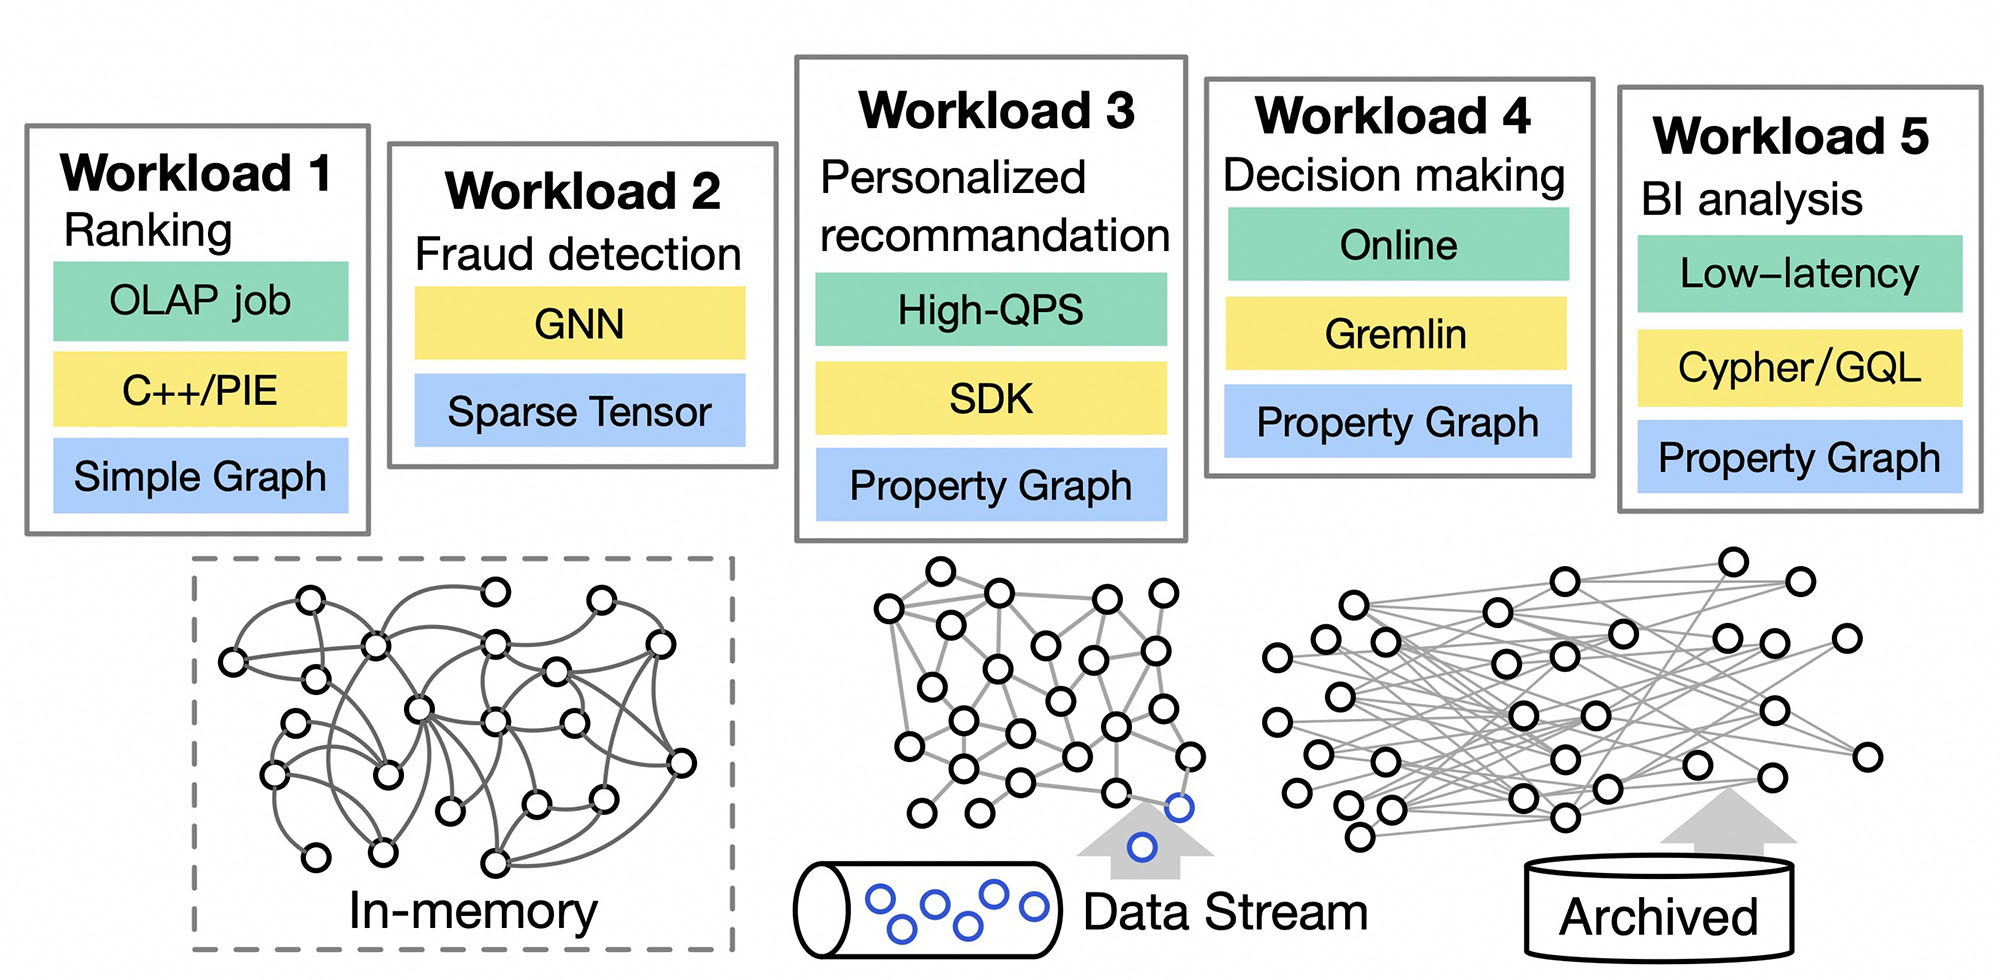 Workload 1
Ranking
OLAP job
C++/PIE
Simple Graph
Workload 2
Fraud detection
GNN
Sparse Tensor
Workload 3
Personalized
recommandation
High-QPS
SDK
Property Graph
Workload 4
Decision making
Online
Gremlin
Property Graph
Workload 5
BI analysis
Low–latency
Cypher/GQL
Property Graph
In-memory
Data Stream
Archived